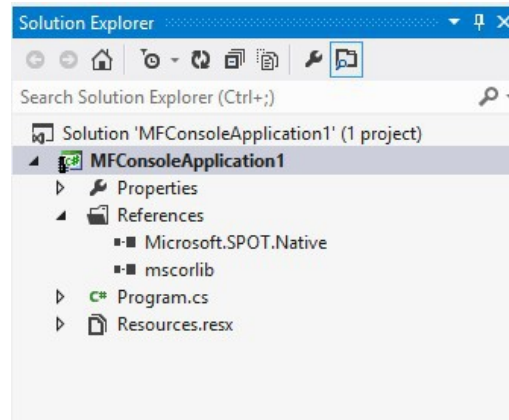 Solution Explorer
Search Solution Explorer (Ctrl+;)
Solution 'MFConsoleApplication1' (1 project)
C# MFConsoleApplication1
Properties
References
Microsoft.SPOT.Native
mscorlib
C# Program.cs
Resources.resx